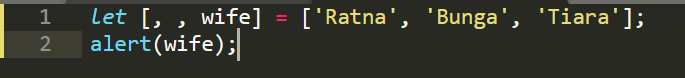 1 let [, , wife] = ['Ratna', 'Bunga', 'Tiara'];
2 alert(wife);